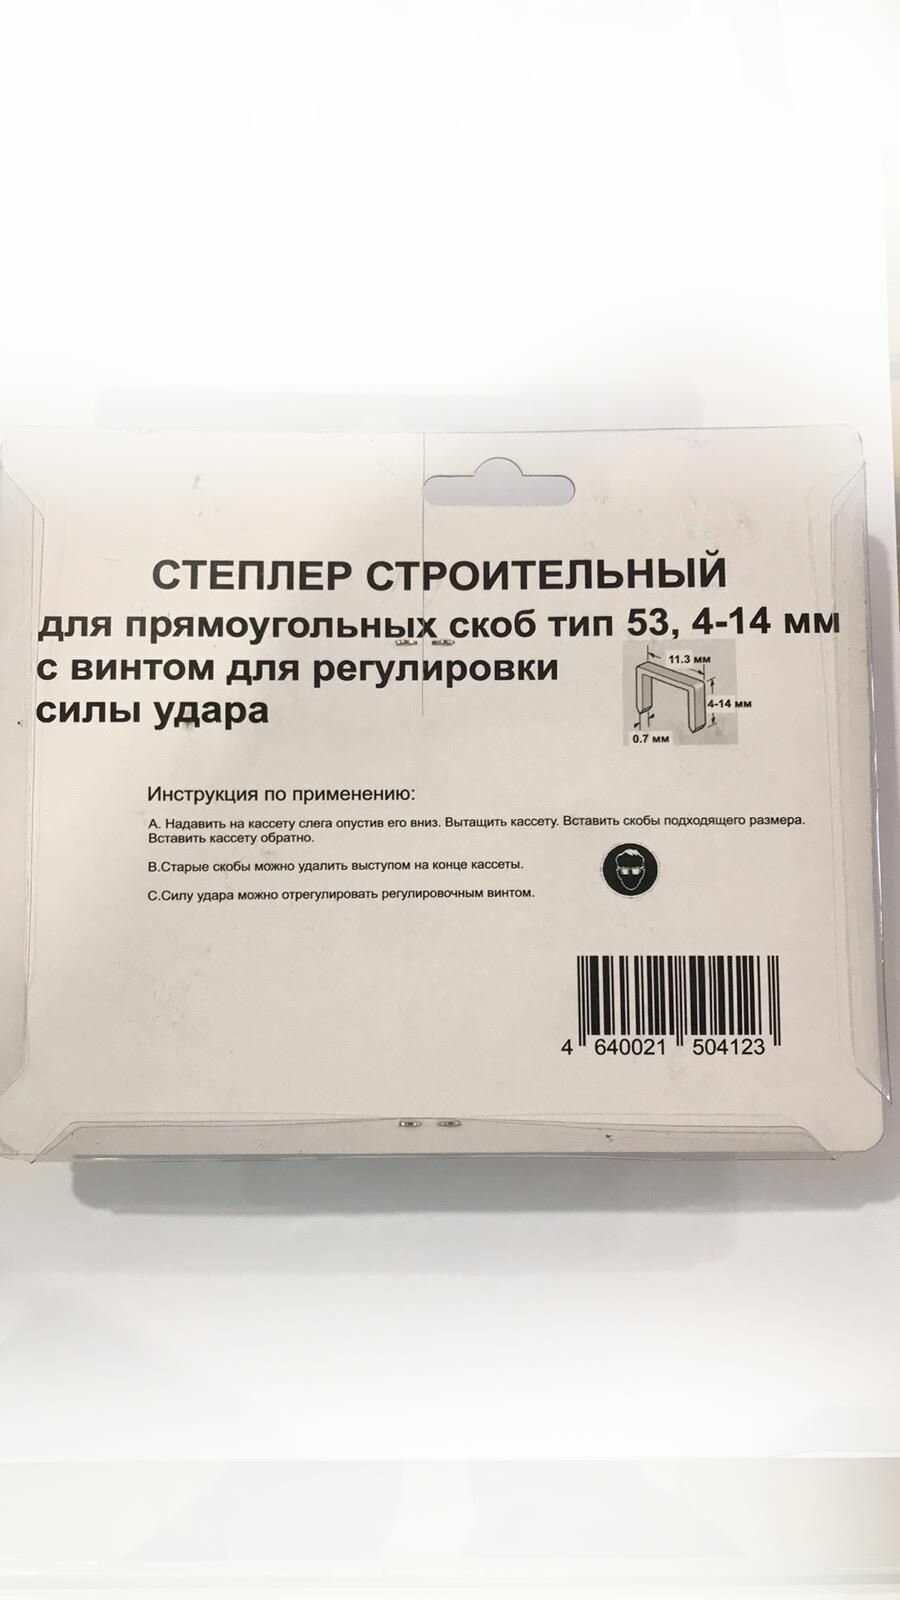 СТЕПЛЕР СТРОИТЕЛЬНЫЙ
для прямоугольных скоб тип 53, 4-14 мм
с винтом для регулировки
силы удара
11.3 мм
4-14 мм
0.7 мм
Инструкция по применению:
А. Надавить на кассету слега опустив его вниз. Вытащить кассету. Вставить скобы подходящего размера.
Вставить кассету обратно.
В.Старые скобы можно удалить выступом на конце кассеты.
С.Силу удара можно отрегулировать регулировочным винтом.
4 640021 504123